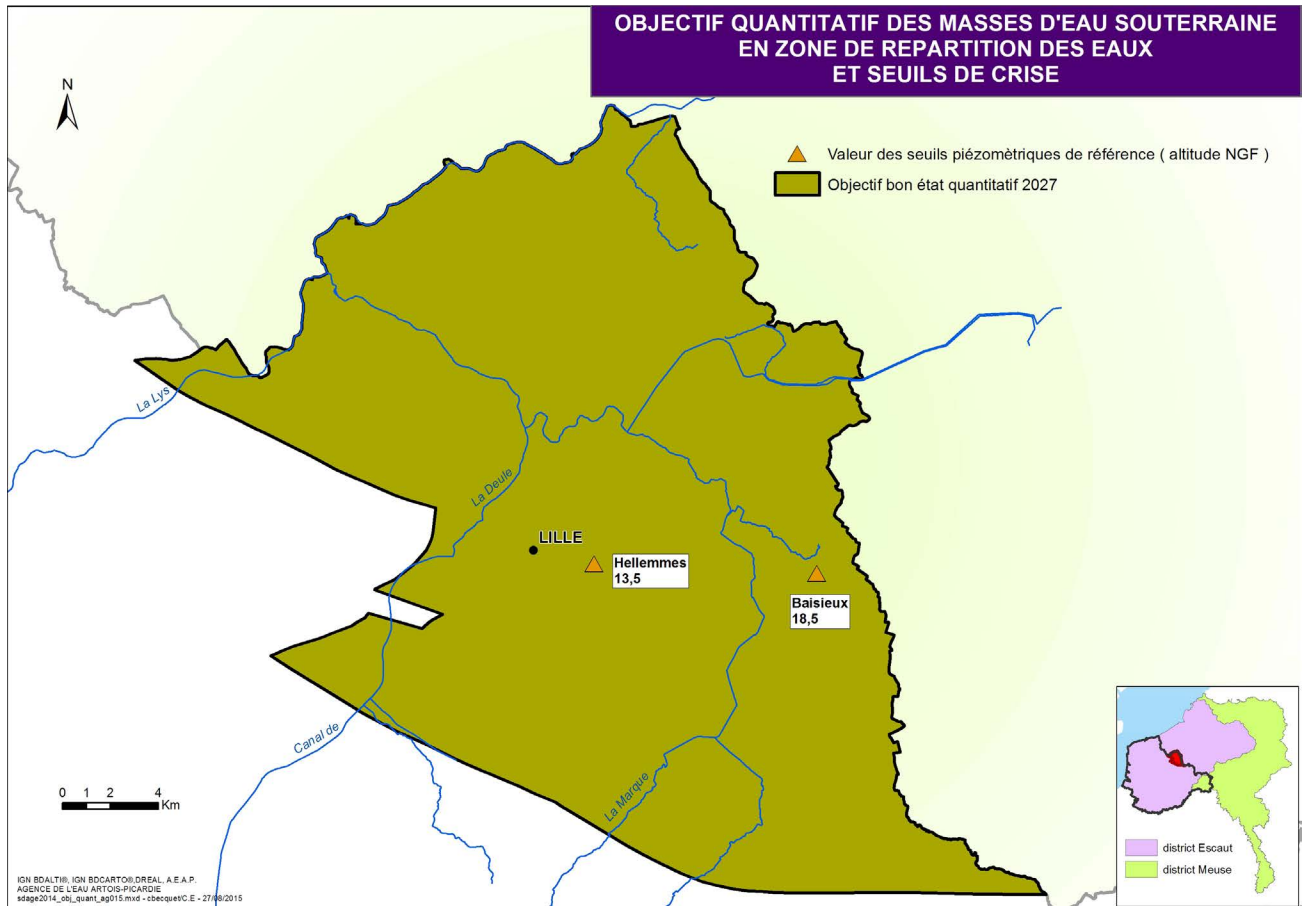 OBJECTIF QUANTITATIF DES MASSES D'EAU SOUTERRAINE
EN ZONE DE REPARTITION DES EAUX
ET SEUILS DE CRISE
N
Valeur des seuils piézomètriques de référence ( altitude NGF )
Objectif bon état quantitatif 2027
La Lys
La Deule
LILLE
Hellemmes
13,5
Baisieux
18,5
Canal de
La Marque
0 1 2 4
Km
district Escaut
district Meuse
IGN BDALTI®, IGN BDCARTO®,DREAL, A.E.A.P.
AGENCE DE L'EAU ARTOIS-PICARDIE
sdage2014_obj_quant_ag015.mxd - cbecquet/C.E - 27/08/2015